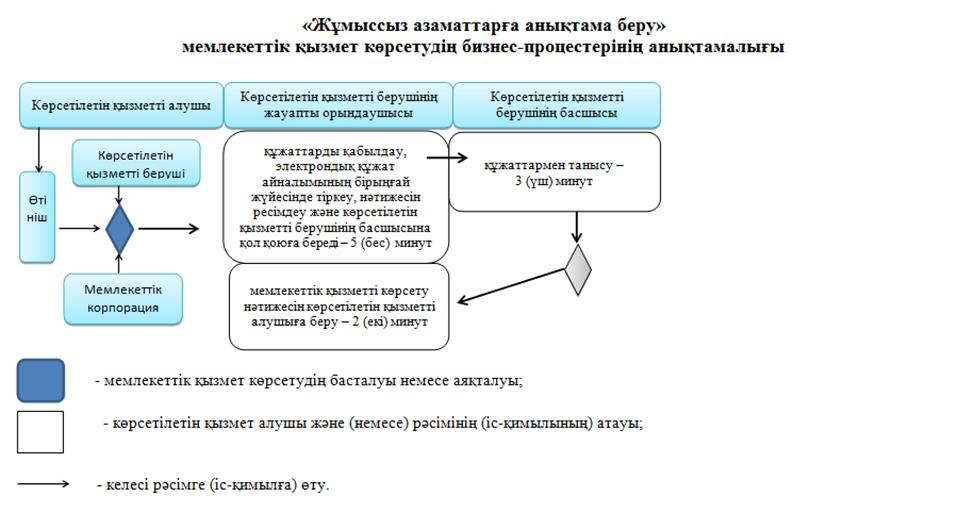 «Жұмыссыз азаматтарға анықтама беру»
мемлекеттік қызмет көрсетудің бизнес-процестерінің анықтамалығы
Көрсетілетін қызметті алушы
Көрсетілетін қызметті берушінің
жауапты орындаушысы
Көрсетілетін қызметті
берушінің басшысы
Көрсетілетін
қызметті беруші
Өті
ніш
Мемлекеттік
корпорация
құжаттарды қабылдау,
электрондық құжат
айналымының бірыңғай
жүйесінде тіркеу, нәтижесін
ресімдеу және көрсетілетін
қызметті берушінің басшысына
қол қоюға береді – 5 (бес) минут
құжаттармен танысу –
3 (үш) минут
мемлекеттік қызметті көрсету
нәтижесін көрсетілетін қызметті
алушыға беру – 2 (екі) минут
- мемлекеттік қызмет көрсетудің басталуы немесе аяқталуы;
- көрсетілетін қызмет алушы және (немесе) рәсімінің (іс-қимылының) атауы;
- келесі рәсімге (іс-қимылға) өту.